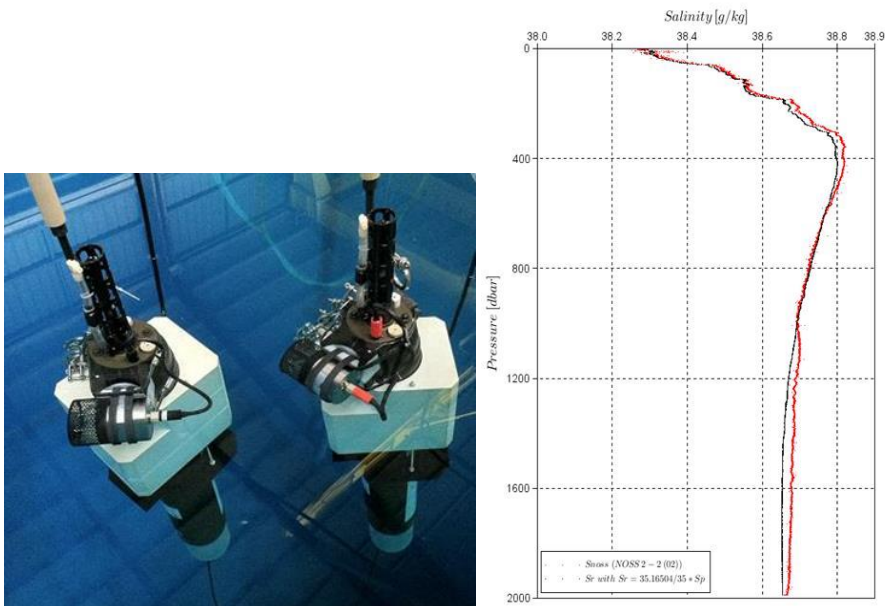 Salinity [g/kg]
38.0 38.2 38.4 38.6 38.8 38.9
0
400
800
1200
1600
2000
Pressure [dbar]
Snoss (NOSS 2 − 2 (02))
Sr with Sr = 35.16504/35 * Sp